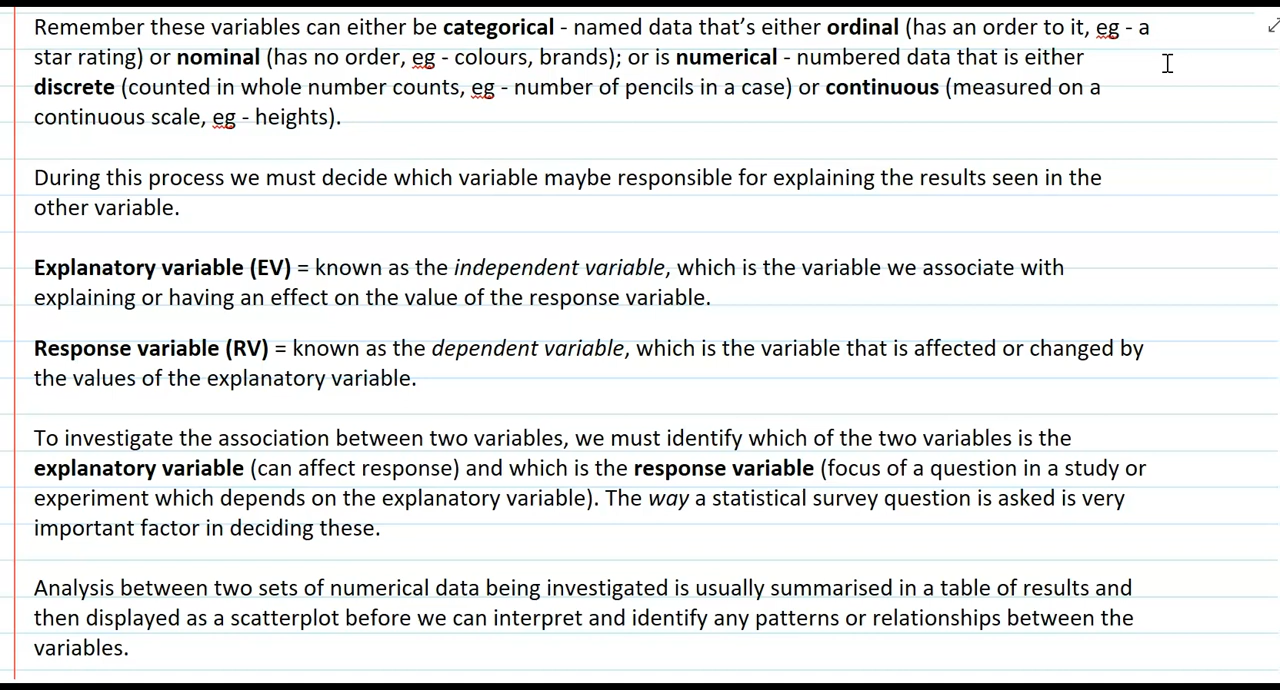 Remember these variables can either be categorical - named data that's either ordinal (has an order to it, eg - a
star rating) or nominal (has no order, eg - colours, brands); or is numerical - numbered data that is either
discrete (counted in whole number counts, eg - number of pencils in a case) or continuous (measured on a
continuous scale, eg - heights).
During this process we must decide which variable maybe responsible for explaining the results seen in the
other variable.
Explanatory variable (EV) = known as the independent variable, which is the variable we associate with
explaining or having an effect on the value of the response variable.
Response variable (RV) = known as the dependent variable, which is the variable that is affected or changed by
the values of the explanatory variable.
To investigate the association between two variables, we must identify which of the two variables is the
explanatory variable (can affect response) and which is the response variable (focus of a question in a study or
experiment which depends on the explanatory variable). The way a statistical survey question is asked is very
important factor in deciding these.
Analysis between two sets of numerical data being investigated is usually summarised in a table of results and
then displayed as a scatterplot before we can interpret and identify any patterns or relationships between the
variables.